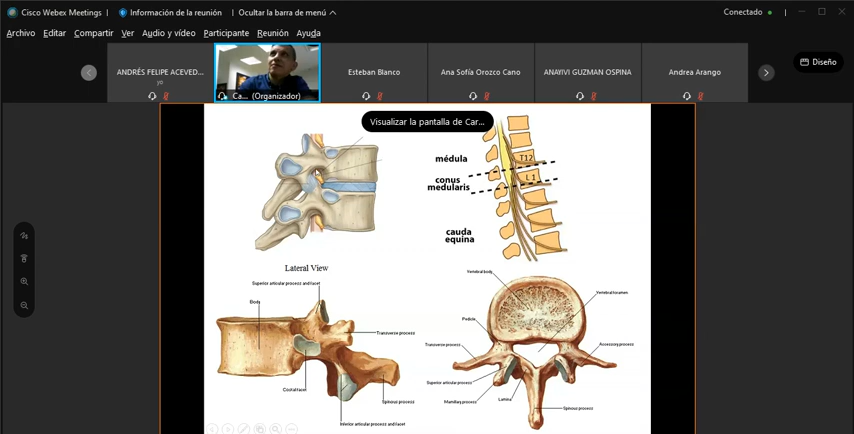 Cisco Webex Meetings | Información de la reunión | Ocultar la barra de menú
Conectado
Archivo Editar Compartir Ver Audio y vídeo Participante Reunión Ayuda
ANDRÉS FELIPE ACEVED...
yo
Ca... (Organizador)
Esteban Blanco
Ana Sofía Orozco Cano
ANAYIVI GUZMAN OSPINA
Andrea Arango
Diseño
Visualizar la pantalla de Car...
médula
T12
conus
medularis
L 1
cauda
equina
Lateral View
Superior articular process and facet
Body
Transverse process
Costal facet
Spinous process
Inferior articular process and facet
Vertebral body
Vertebral foramen
Pedicle
Transverse process
Accessory process
Superior articular process
Mamillary process
Lamina
Spinous process